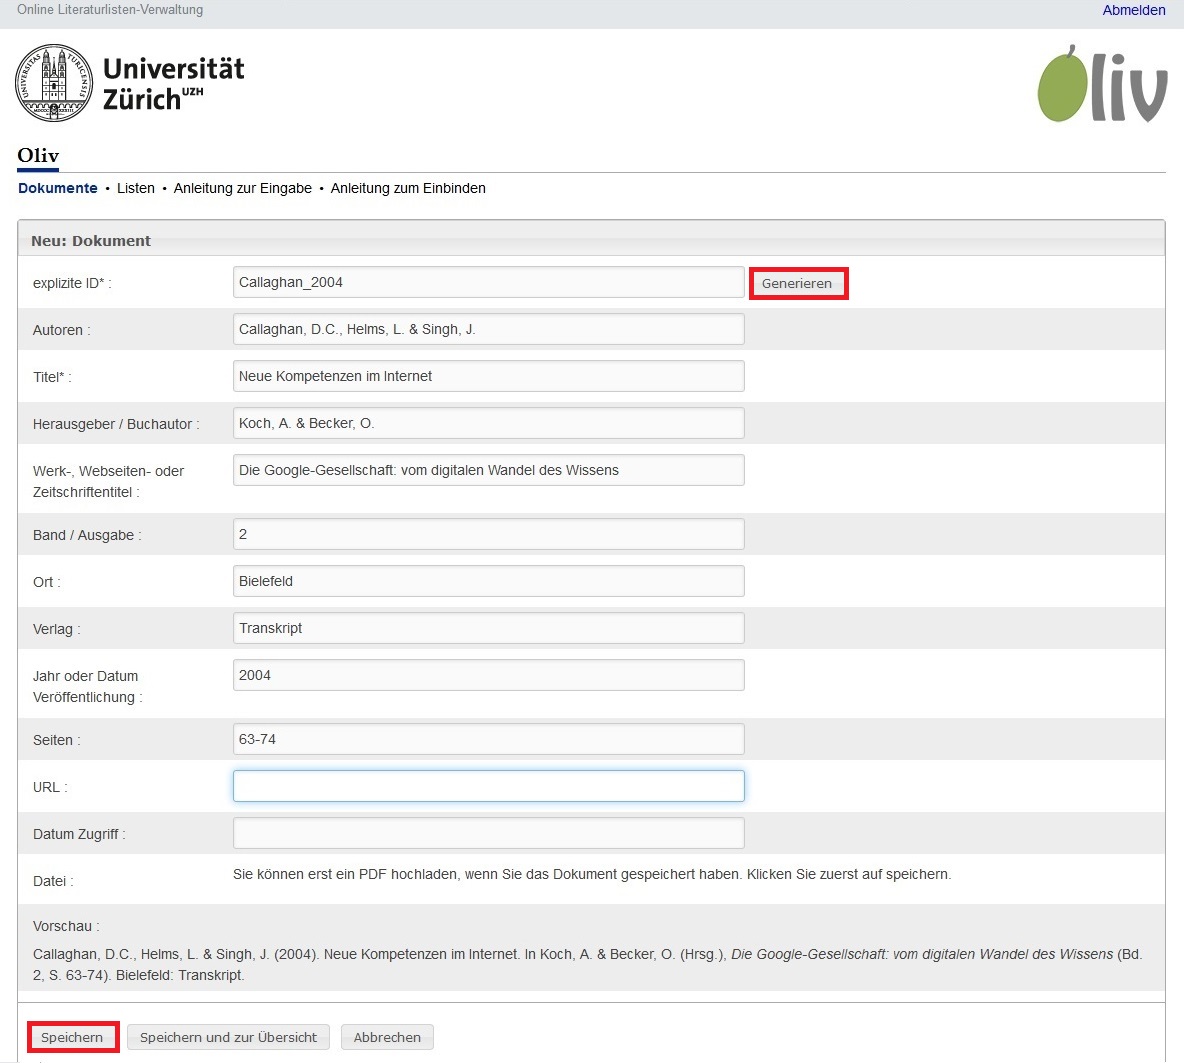 Online Literaturlisten-Verwaltung Abmelden
Universität
Zürich UZH
Oliv
Oliv
Dokumente • Listen • Anleitung zur Eingabe • Anleitung zum Einbinden
Neu: Dokument
explizite ID* : Callaghan_2004 Generieren
Autoren : Callaghan, D.C., Helms, L. & Singh, J.
Titel* : Neue Kompetenzen im Internet
Herausgeber / Buchautor : Koch, A. & Becker, O.
Werk-, Webseiten- oder
Zeitschriftentitel : Die Google-Gesellschaft: vom digitalen Wandel des Wissens
Band / Ausgabe : 2
Ort : Bielefeld
Verlag : Transkript
Jahr oder Datum
Veröffentlichung : 2004
Seiten : 63-74
URL :
Datum Zugriff :
Datei : Sie können erst ein PDF hochladen, wenn Sie das Dokument gespeichert haben. Klicken Sie zuerst auf speichern.
Vorschau :
Callaghan, D.C., Helms, L. & Singh, J. (2004). Neue Kompetenzen im Internet. In Koch, A. & Becker, O. (Hrsg.), Die Google-Gesellschaft: vom digitalen Wandel des Wissens (Bd.
2, S. 63-74). Bielefeld: Transkript.
Speichern Speichern und zur Übersicht Abbrechen